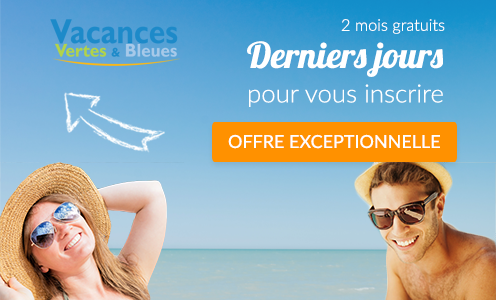 Vacances
Vertes & Bleues
2 mois gratuits
Derniers jours
pour vous inscrire
OFFRE EXCEPTIONNELLE